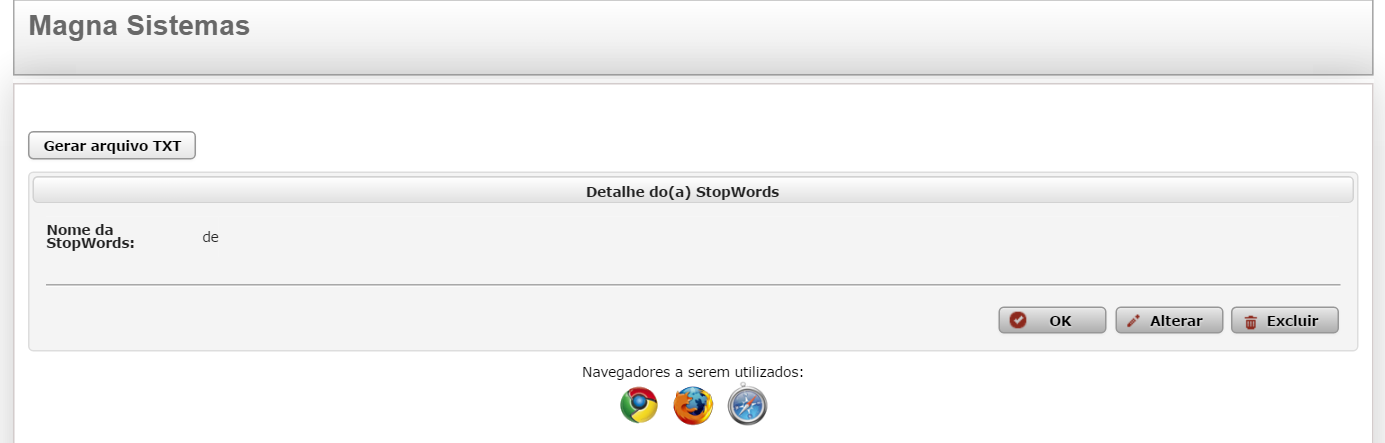 Magna Sistemas
Gerar arquivo TXT
Detalhe do(a) StopWords
Nome da
StopWords:
de
OK
Alterar
Excluir
Navegadores a serem utilizados: